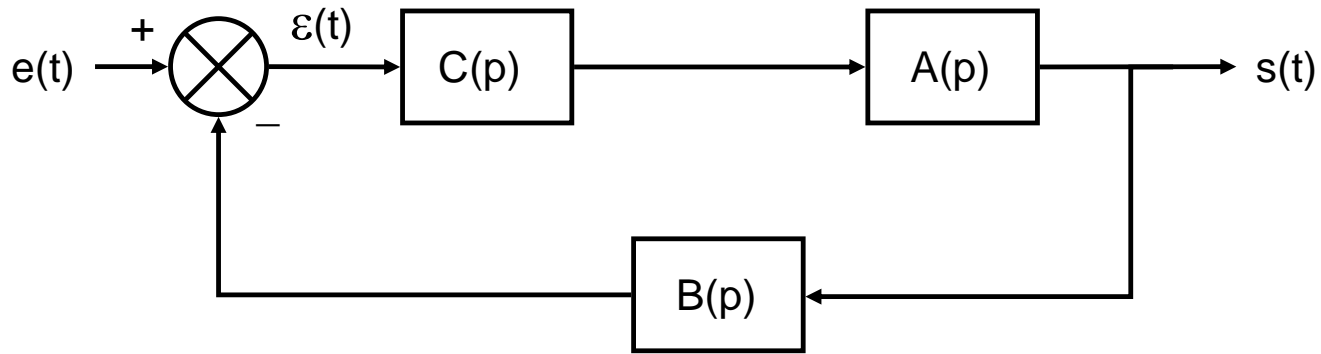 +
ε(t)
e(t)
C(p)
A(p)
s(t)
–
B(p)